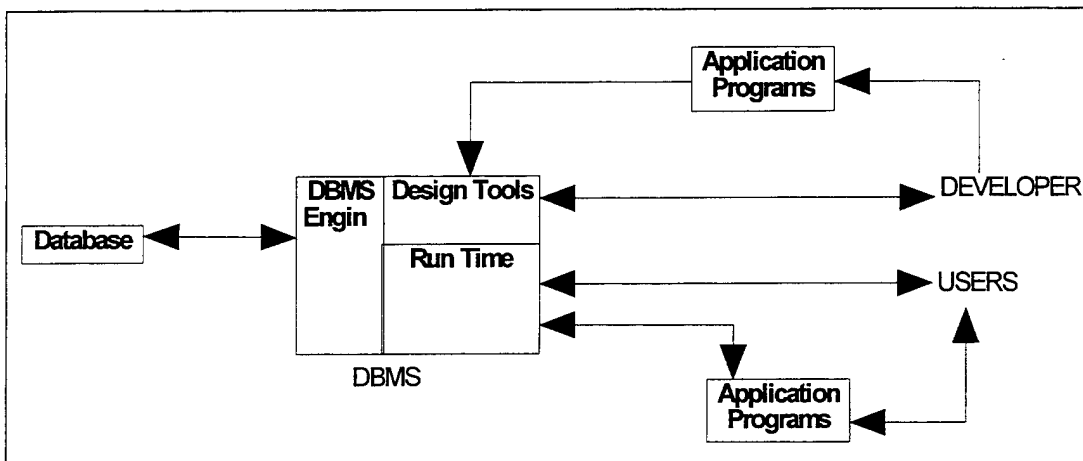 Application
Programs
DBMS
Engin
Design Tools
DEVELOPER
Database
Run Time
USERS
DBMS
Application
Programs